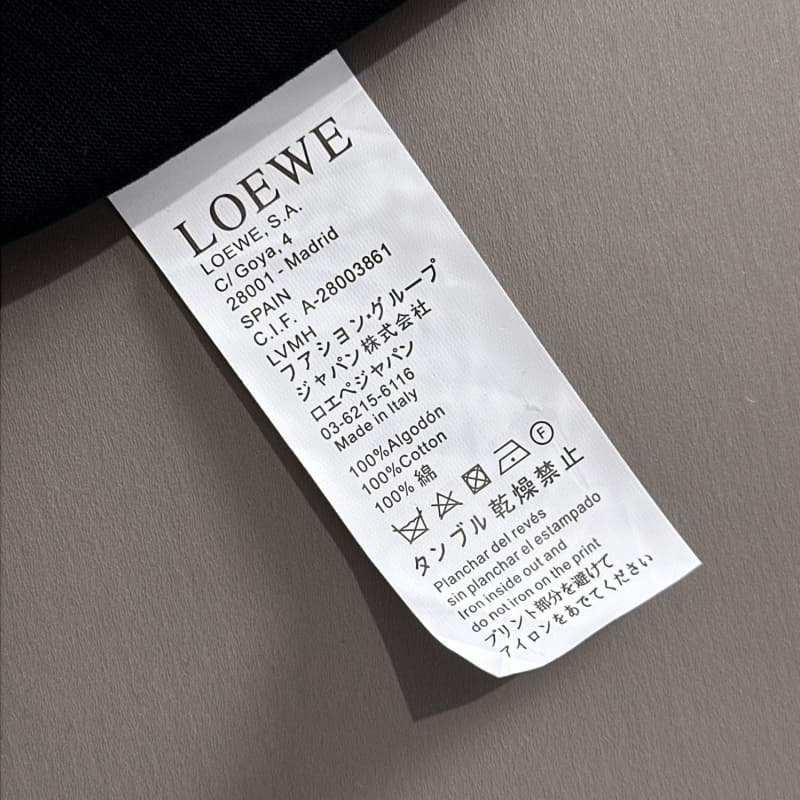 LOEWE
LOEWE, S.A.
C/ Goya, 4
28001 - Madrid
SPAIN
C.I.F. A-28003861
LVMH
ファション・グループ
ジャパン株式会社
ロエペジャパン
03-6215-6116
Made in Italy
100%Algodón
100%Cotton
100% 綿
F
タンブル乾燥禁止
Planchar del revés
sin planchar el estampado
Iron inside out and
do not iron on the print
プリント部分を避けて
アイロンをあでてください